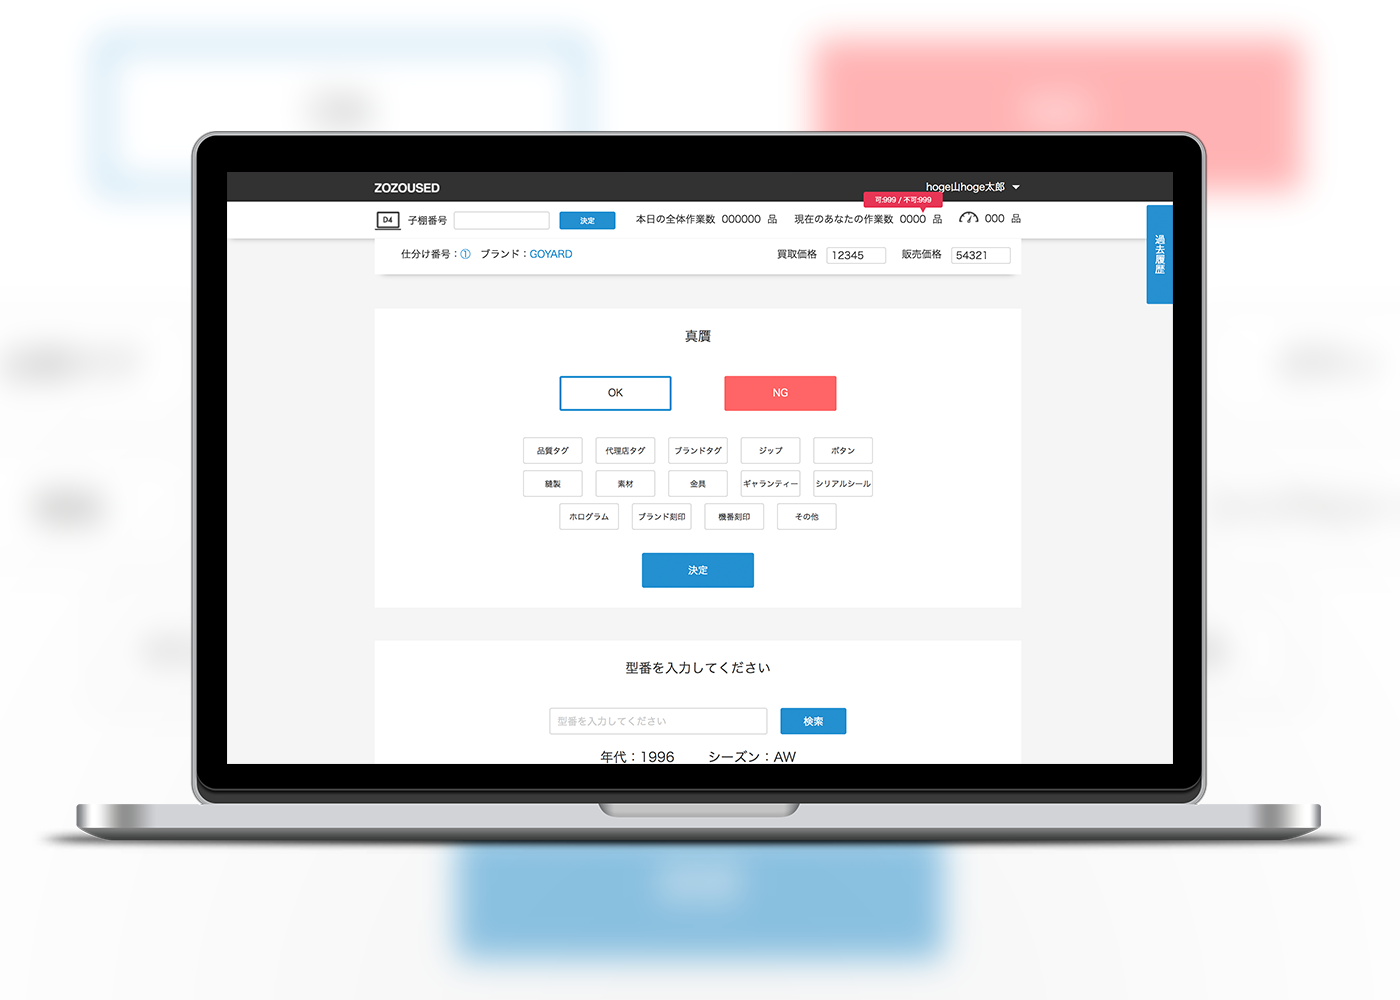 ZOZOUSED
hoge山hoge太郎
可:999 / 不可:999
D4 子棚番号 決定 本日の全体作業数 000000 品 現在のあなたの作業数 0000 品 000 品
仕分け番号：① ブランド：GOYARD 買取価格 12345 販売価格 54321
過去履歴
真贋
OK NG
品質タグ 代理店タグ ブランドタグ ジップ ボタン
縫製 素材 金具 ギャランティー シリアルシール
ホログラム ブランド刻印 機番刻印 その他
決定
型番を入力してください
型番を入力してください 検索
年代：1996 シーズン：AW